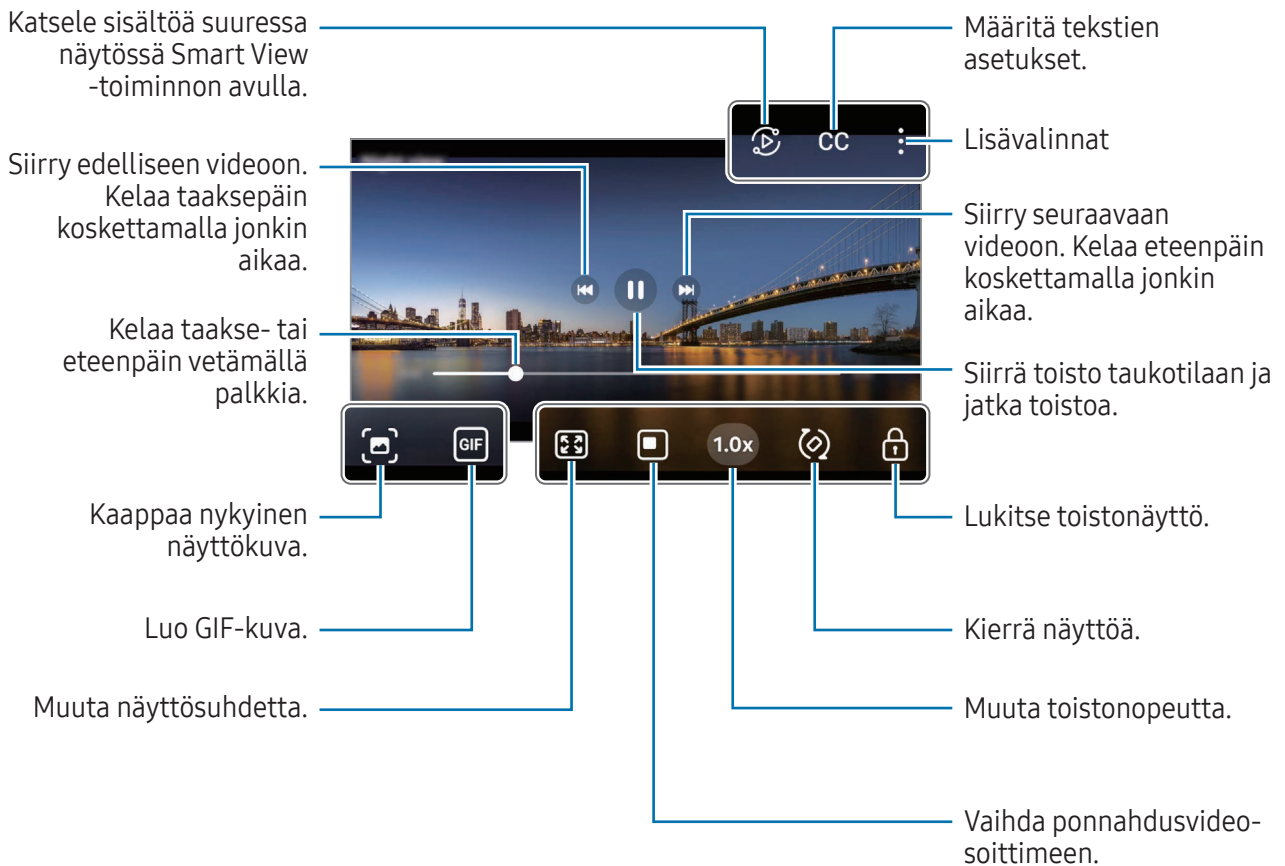 Katsele sisältöä suuressa
näytössä Smart View
-toiminnon avulla.
Määritä tekstien
asetukset.
CC
Lisävalinnat
Siirry edelliseen videoon.
Kelaa taaksepäin
koskettamalla jonkin
aikaa.
Siirry seuraavaan
videoon. Kelaa eteenpäin
koskettamalla jonkin
aikaa.
Kelaa taakse- tai
eteenpäin vetämällä
palkkia.
Siirrä toisto taukotilaan ja
jatka toistoa.
GIF
1.0x
Kaappaa nykyinen
näyttökuva.
Lukitse toistonäyttö.
Luo GIF-kuva.
Kierrä näyttöä.
Muuta näyttösuhdetta.
Muuta toistonopeutta.
Vaihda ponnahdusvideo-
soittimeen.